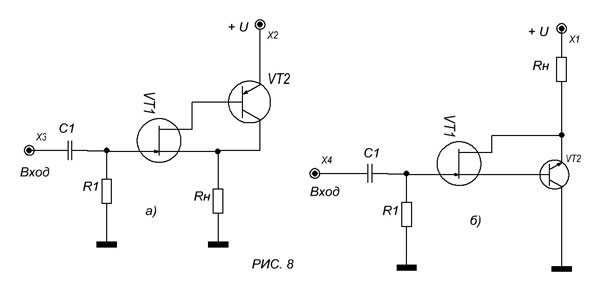 + U
X2
VT1
VT2
X3
C1
Вход
R1
Rн
а)
+ U
X1
Rн
VT1
X4
C1
VT2
Вход
R1
б)
РИС. 8